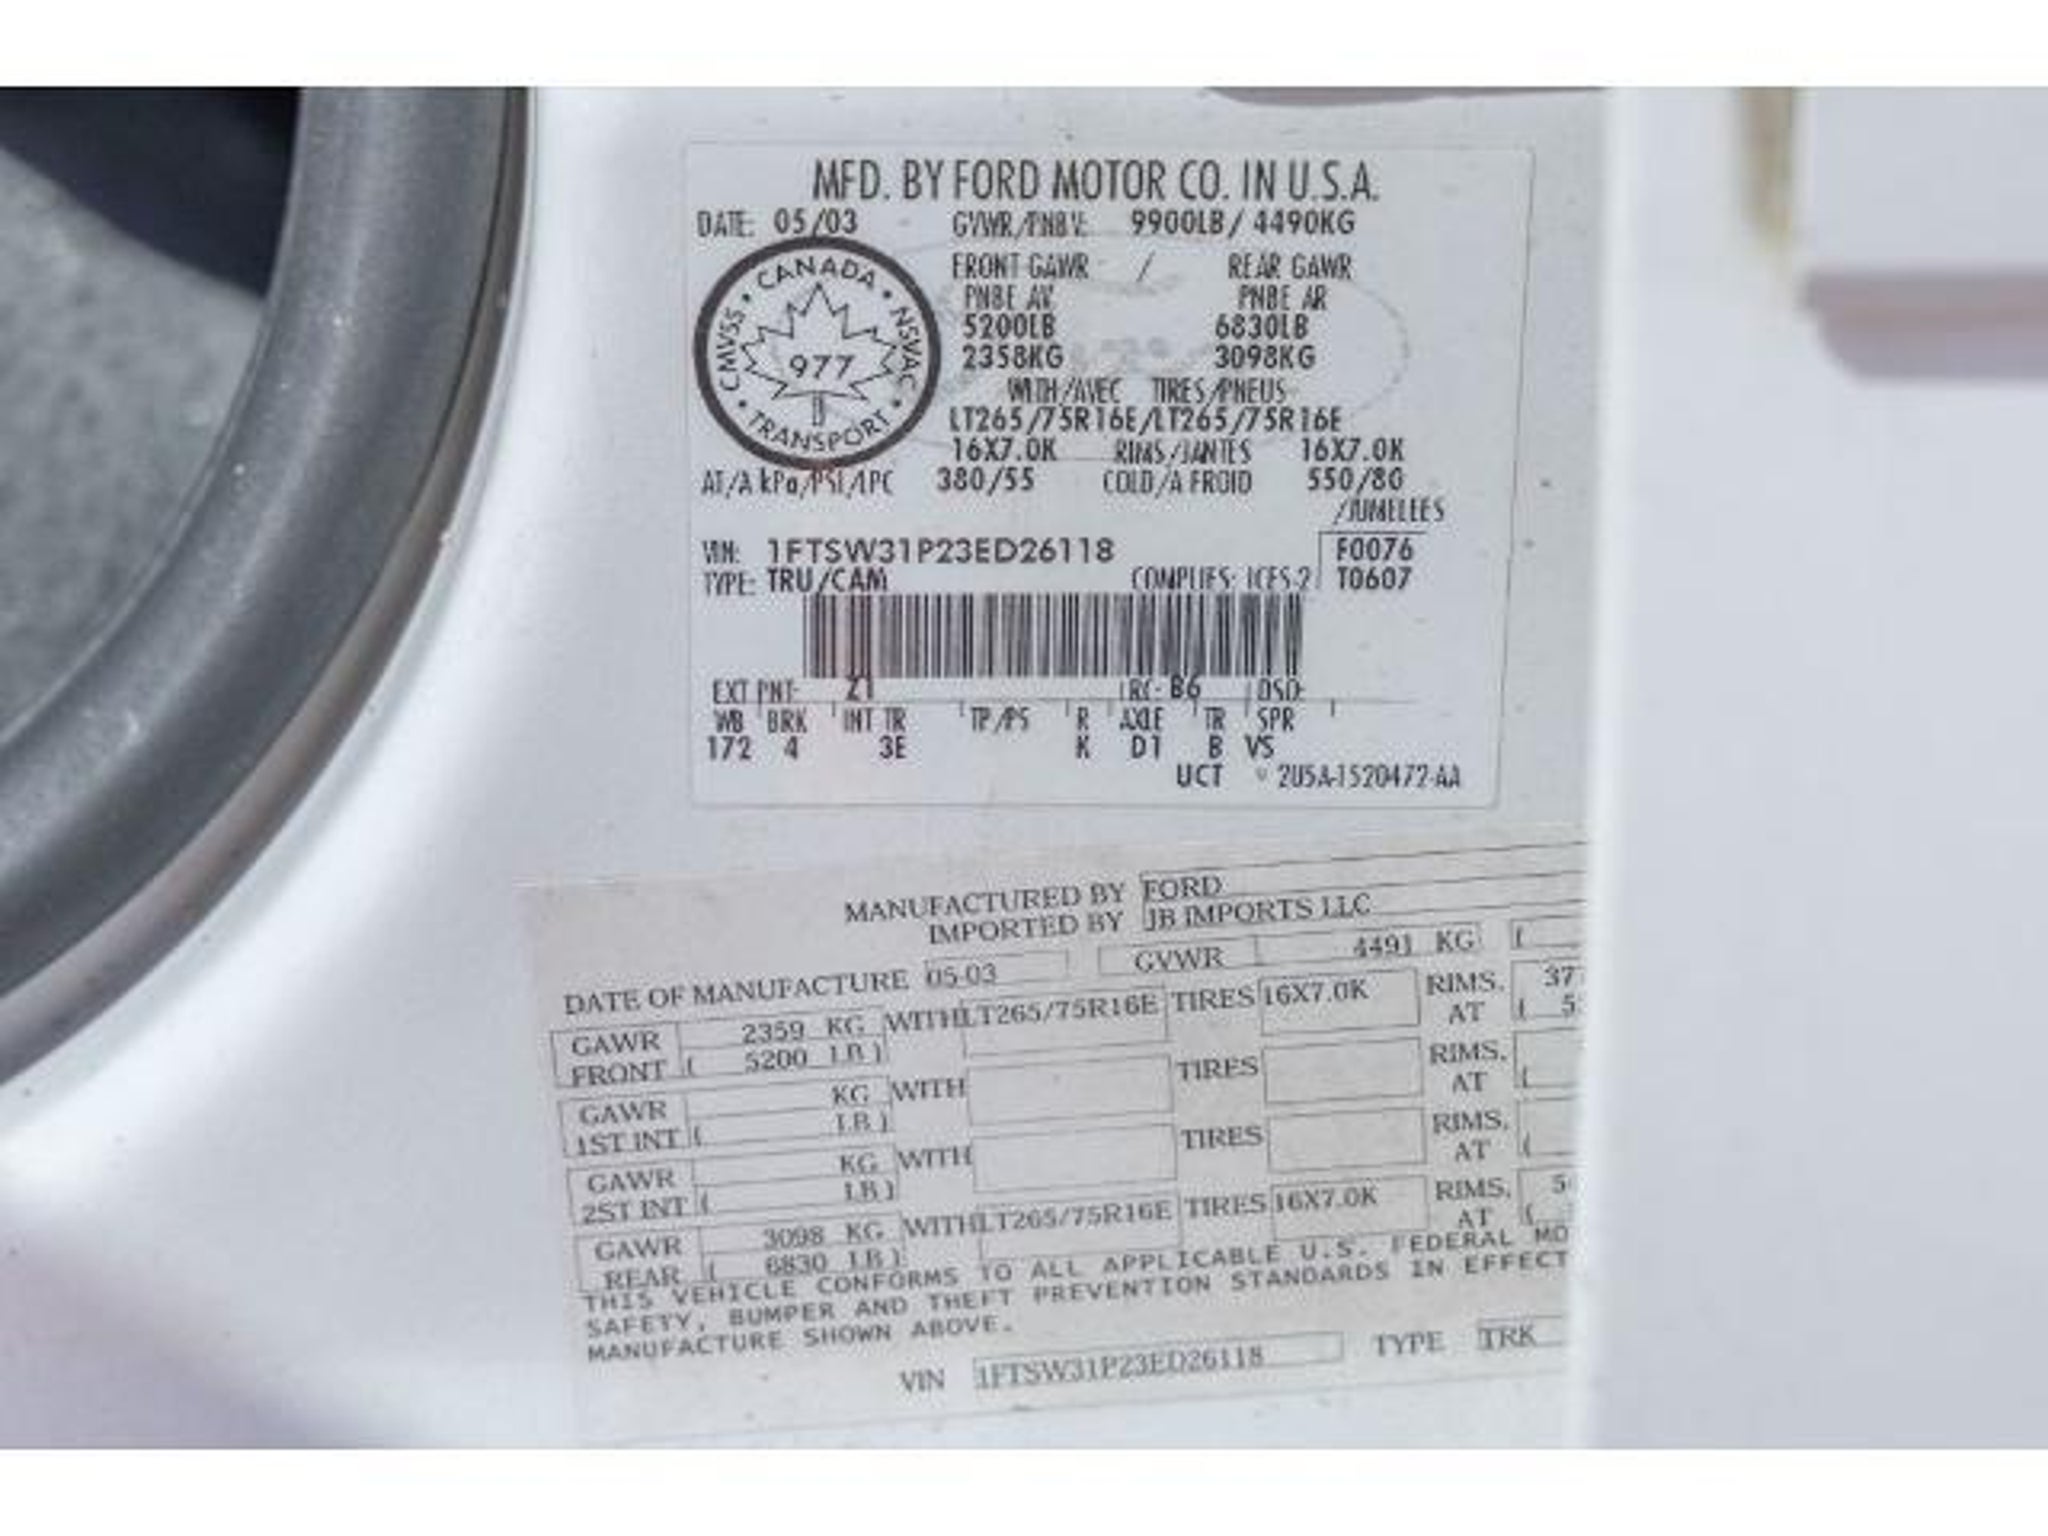 MFD. BY FORD MOTOR CO. IN U.S.A.
DATE: 05/03 GVWR/PNBV: 9900LB / 4490KG
FRONT GAWR / REAR GAWR
PNBE AV PNBE AR
5200LB 6830LB
2358KG 3098KG
WITH/AVEC TIRES/PNEUS
LT265/75R16E/LT265/75R16E
16X7.0K RIMS/JANTES 16X7.0K
AT/A kPa/PSI/LPC 380/55 COLD/A FROID 550/80
/JUMELEES
CANADA
CMVSS NSVAC
977
TRANSPORT
VIN: 1FTSW31P23ED26118 F0076
TYPE: TRU/CAM COMPLIES: ICES-2 T0607
EXT PNT: Z1 RC: B6 DSO:
WB BRK INT TR TP/PS R AXLE TR SPR
172 4 3E K D1 B VS
UCT 2U5A-1520472-AA
MANUFACTURED BY FORD
IMPORTED BY JB IMPORTS LLC
DATE OF MANUFACTURE 05-03 GVWR 4491 KG (
GAWR FRONT 2359 KG WITH LT265/75R16E TIRES 16X7.0K RIMS.
( 5200 LB ) AT (
GAWR 1ST INT KG WITH TIRES RIMS.
( LB ) AT (
GAWR 2ST INT KG WITH TIRES RIMS.
( LB ) AT (
GAWR REAR 3098 KG WITH LT265/75R16E TIRES 16X7.0K RIMS.
( 6830 LB ) AT (
THIS VEHICLE CONFORMS TO ALL APPLICABLE U.S. FEDERAL MO
SAFETY, BUMPER AND THEFT PREVENTION STANDARDS IN EFFECT
MANUFACTURE SHOWN ABOVE.
VIN 1FTSW31P23ED26118 TYPE TRK